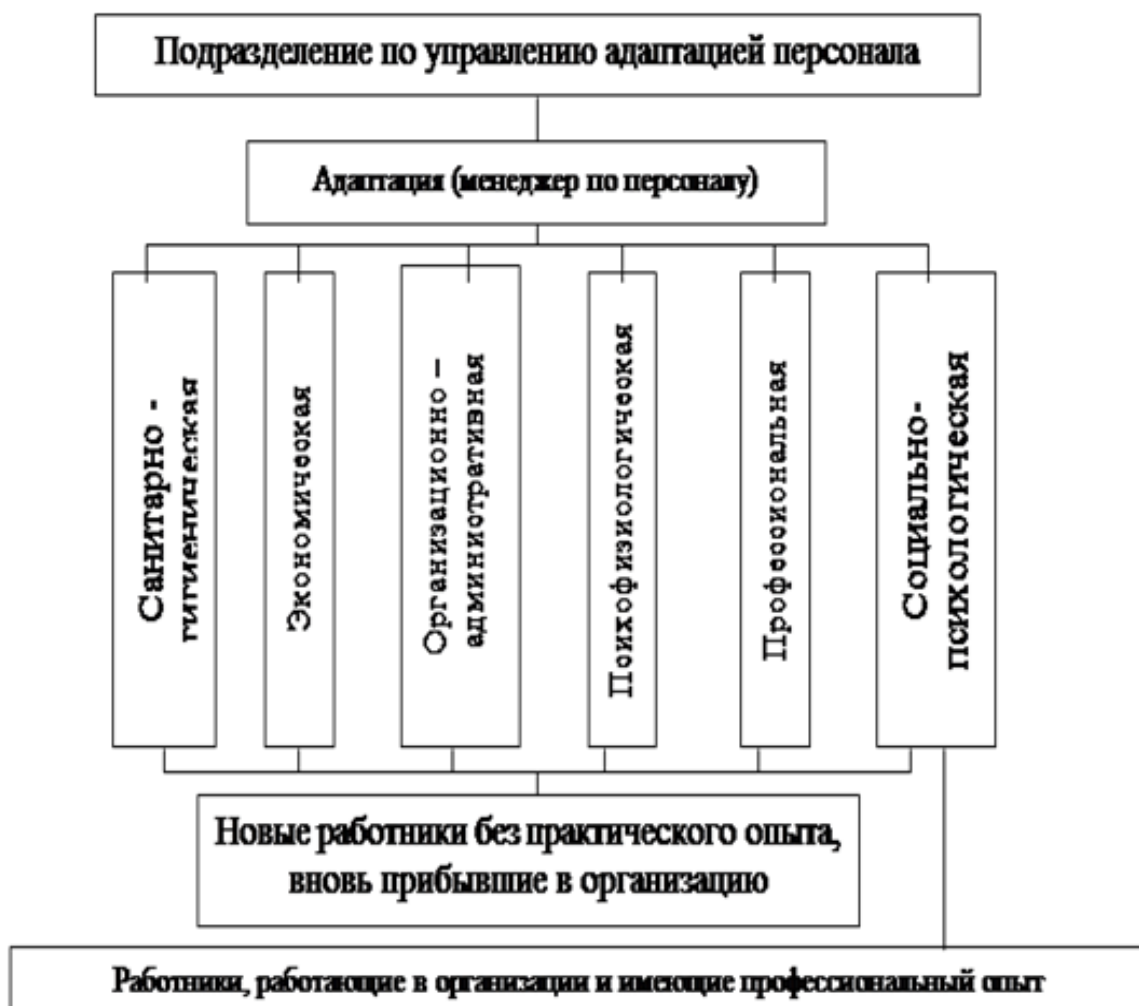 Подразделение по управлению адаптацией персонала
Адаптация (менеджер по персоналу)
Санитарно -
гигиеническая
Экономическая
Организационно –
административная
Психофизиологическая
Профессиональная
Социально-
психологическая
Новые работники без практического опыта,
вновь прибывшие в организацию
Работники, работающие в организации и имеющие профессиональный опыт